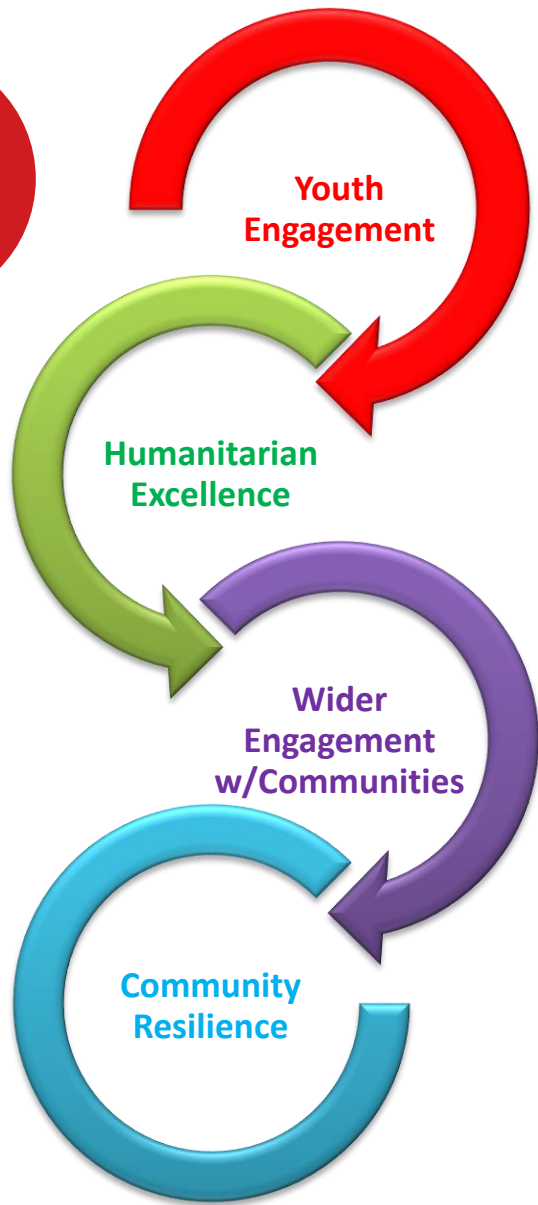 Youth
Engagement
Humanitarian
Excellence
Wider
Engagement
w/Communities
Community
Resilience